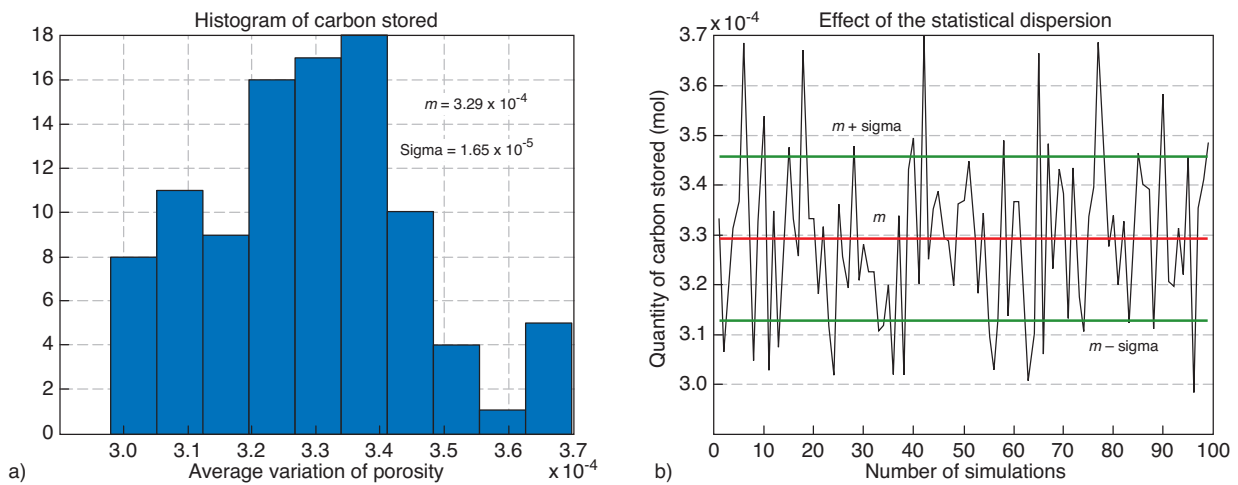 Histogram of carbon stored
18
16
14
12
10
8
6
4
2
0
m = 3.29 x 10-4
Sigma = 1.65 x 10-5
3.0 3.1 3.2 3.3 3.4 3.5 3.6 3.7
Average variation of porosity
x 10-4
a)
Effect of the statistical dispersion
x 10-4
3.7
3.6
3.5
3.4
3.3
3.2
3.1
3.0
Quantity of carbon stored (mol)
m + sigma
m
m – sigma
0 10 20 30 40 50 60 70 80 90 100
Number of simulations
b)